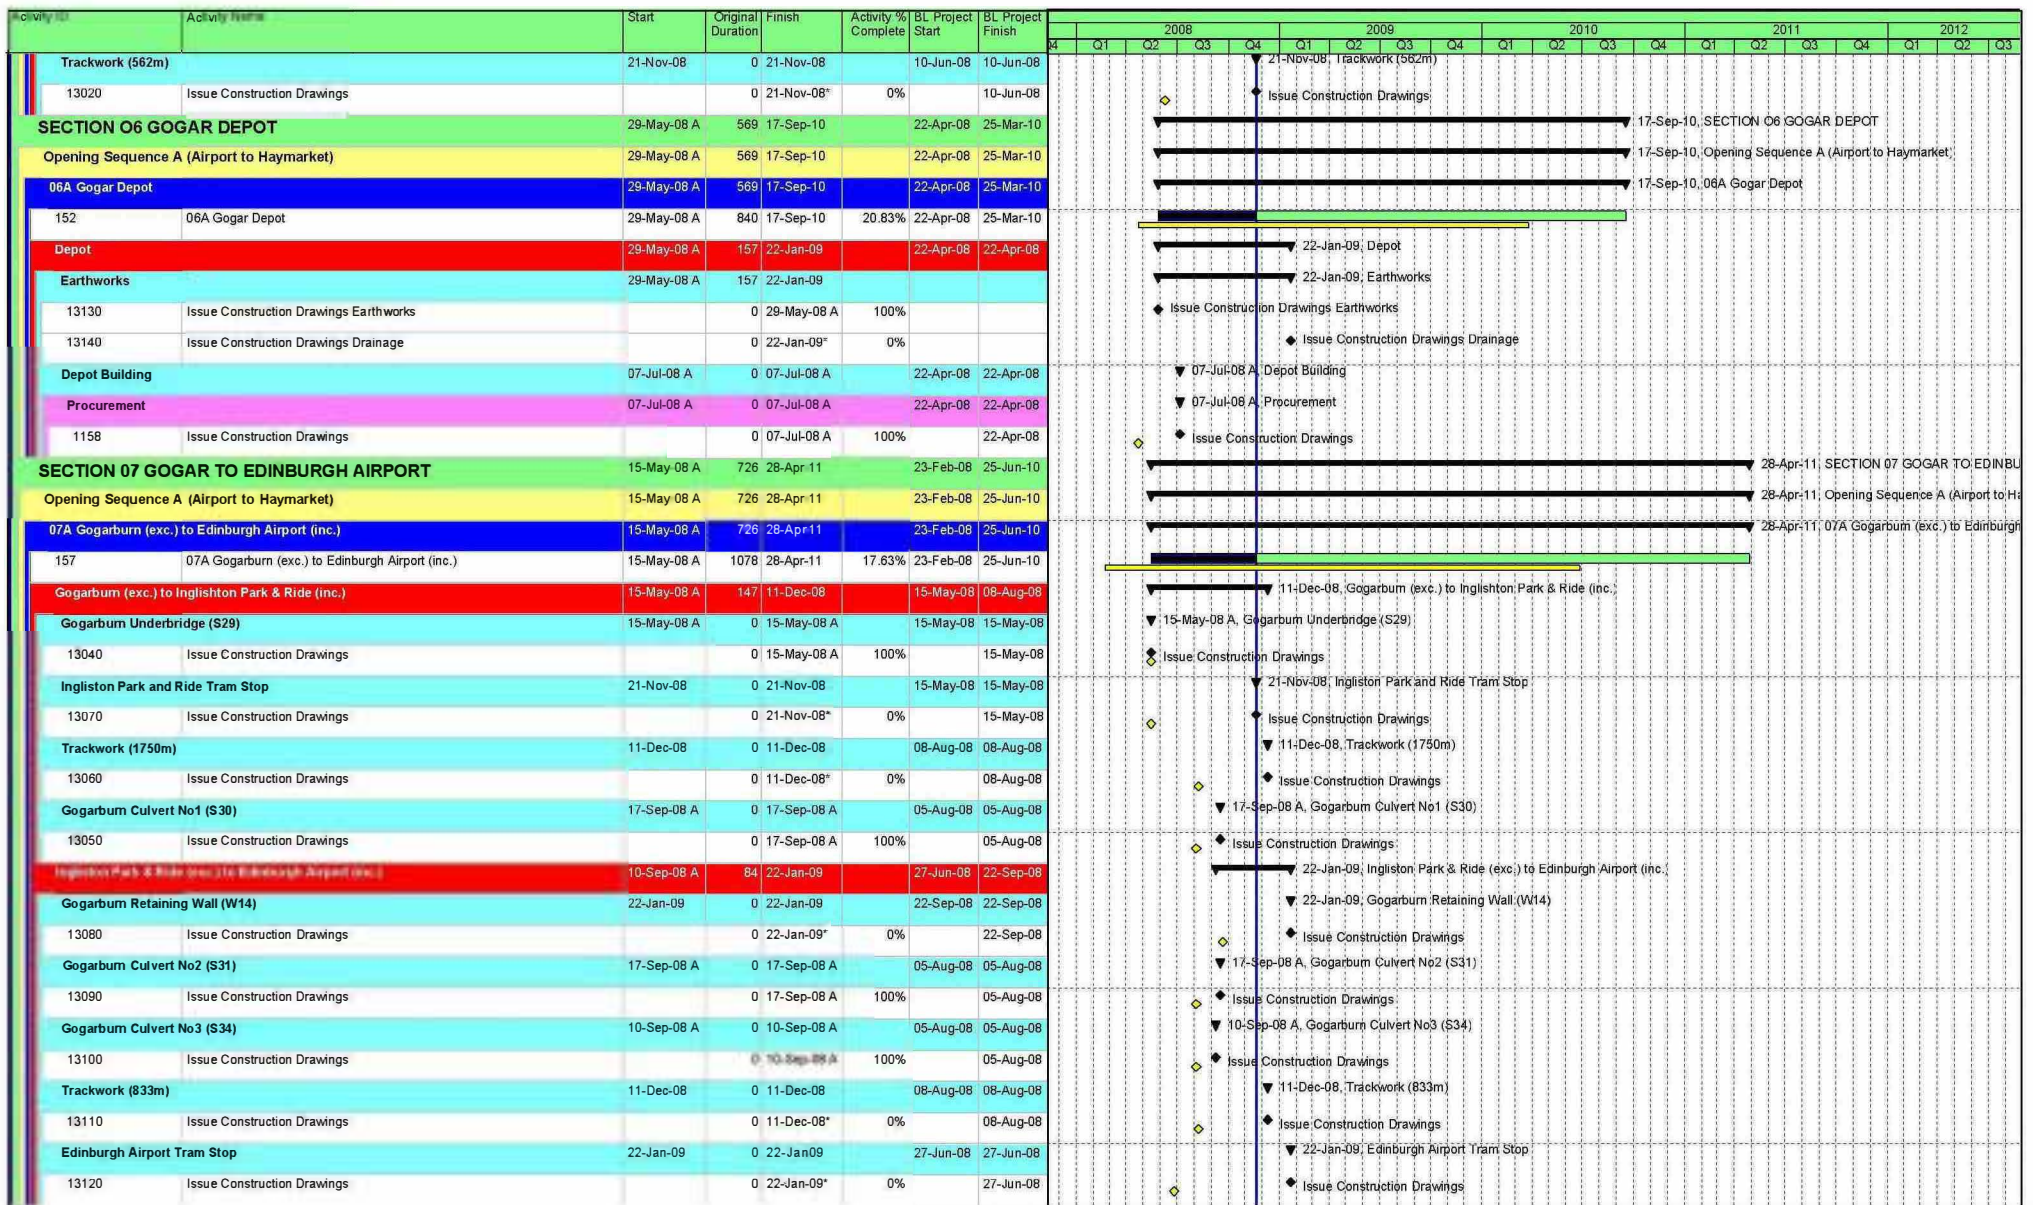 Activity ID Activity Name Start Original Duration Finish Activity % Complete BL Project Start BL Project Finish
2008 2009 2010 2011 2012
Q4 Q1 Q2 Q3 Q4 Q1 Q2 Q3 Q4 Q1 Q2 Q3 Q4 Q1 Q2 Q3 Q4 Q1 Q2 Q3
Trackwork (562m) 21-Nov-08 0 21-Nov-08 10-Jun-08 10-Jun-08 21-Nov-08, Trackwork (562m)
13020 Issue Construction Drawings 0 21-Nov-08* 0% 10-Jun-08 Issue Construction Drawings
SECTION O6 GOGAR DEPOT 29-May-08 A 569 17-Sep-10 22-Apr-08 25-Mar-10 17-Sep-10, SECTION O6 GOGAR DEPOT
Opening Sequence A (Airport to Haymarket) 29-May-08 A 569 17-Sep-10 22-Apr-08 25-Mar-10 17-Sep-10, Opening Sequence A (Airport to Haymarket)
06A Gogar Depot 29-May-08 A 569 17-Sep-10 22-Apr-08 25-Mar-10 17-Sep-10, 06A Gogar Depot
152 06A Gogar Depot 29-May-08 A 840 17-Sep-10 20.83% 22-Apr-08 25-Mar-10
Depot 29-May-08 A 157 22-Jan-09 22-Apr-08 22-Apr-08 22-Jan-09, Depot
Earthworks 29-May-08 A 157 22-Jan-09 22-Jan-09, Earthworks
13130 Issue Construction Drawings Earthworks 0 29-May-08 A 100% Issue Construction Drawings Earthworks
13140 Issue Construction Drawings Drainage 0 22-Jan-09* 0% Issue Construction Drawings Drainage
Depot Building 07-Jul-08 A 0 07-Jul-08 A 22-Apr-08 22-Apr-08 07-Jul-08 A, Depot Building
Procurement 07-Jul-08 A 0 07-Jul-08 A 22-Apr-08 22-Apr-08 07-Jul-08 A, Procurement
1158 Issue Construction Drawings 0 07-Jul-08 A 100% 22-Apr-08 Issue Construction Drawings
SECTION 07 GOGAR TO EDINBURGH AIRPORT 15-May-08 A 726 28-Apr-11 23-Feb-08 25-Jun-10 28-Apr-11, SECTION 07 GOGAR TO EDINBU
Opening Sequence A (Airport to Haymarket) 15-May-08 A 726 28-Apr-11 23-Feb-08 25-Jun-10 28-Apr-11, Opening Sequence A (Airport to Ha
07A Gogarburn (exc.) to Edinburgh Airport (inc.) 15-May-08 A 726 28-Apr-11 23-Feb-08 25-Jun-10 28-Apr-11, 07A Gogarburn (exc.) to Edinburgh
157 07A Gogarburn (exc.) to Edinburgh Airport (inc.) 15-May-08 A 1078 28-Apr-11 17.63% 23-Feb-08 25-Jun-10
Gogarburn (exc.) to Inglishton Park & Ride (inc.) 15-May-08 A 147 11-Dec-08 15-May-08 08-Aug-08 11-Dec-08, Gogarburn (exc.) to Inglishton Park & Ride (inc.)
Gogarburn Underbridge (S29) 15-May-08 A 0 15-May-08 A 15-May-08 15-May-08 15-May-08 A, Gogarburn Underbridge (S29)
13040 Issue Construction Drawings 0 15-May-08 A 100% 15-May-08 Issue Construction Drawings
Ingliston Park and Ride Tram Stop 21-Nov-08 0 21-Nov-08 15-May-08 15-May-08 21-Nov-08, Ingliston Park and Ride Tram Stop
13070 Issue Construction Drawings 0 21-Nov-08* 0% 15-May-08 Issue Construction Drawings
Trackwork (1750m) 11-Dec-08 0 11-Dec-08 08-Aug-08 08-Aug-08 11-Dec-08, Trackwork (1750m)
13060 Issue Construction Drawings 0 11-Dec-08* 0% 08-Aug-08 Issue Construction Drawings
Gogarburn Culvert No1 (S30) 17-Sep-08 A 0 17-Sep-08 A 05-Aug-08 05-Aug-08 17-Sep-08 A, Gogarburn Culvert No1 (S30)
13050 Issue Construction Drawings 0 17-Sep-08 A 100% 05-Aug-08 Issue Construction Drawings
Ingliston Park & Ride (exc.) to Edinburgh Airport (inc.) 10-Sep-08 A 84 22-Jan-09 27-Jun-08 22-Sep-08 22-Jan-09, Ingliston Park & Ride (exc.) to Edinburgh Airport (inc.)
Gogarburn Retaining Wall (W14) 22-Jan-09 0 22-Jan-09 22-Sep-08 22-Sep-08 22-Jan-09, Gogarburn Retaining Wall (W14)
13080 Issue Construction Drawings 0 22-Jan-09* 0% 22-Sep-08 Issue Construction Drawings
Gogarburn Culvert No2 (S31) 17-Sep-08 A 0 17-Sep-08 A 05-Aug-08 05-Aug-08 17-Sep-08 A, Gogarburn Culvert No2 (S31)
13090 Issue Construction Drawings 0 17-Sep-08 A 100% 05-Aug-08 Issue Construction Drawings
Gogarburn Culvert No3 (S34) 10-Sep-08 A 0 10-Sep-08 A 05-Aug-08 05-Aug-08 10-Sep-08 A, Gogarburn Culvert No3 (S34)
13100 Issue Construction Drawings 0 10-Sep-08 A 100% 05-Aug-08 Issue Construction Drawings
Trackwork (833m) 11-Dec-08 0 11-Dec-08 08-Aug-08 08-Aug-08 11-Dec-08, Trackwork (833m)
13110 Issue Construction Drawings 0 11-Dec-08* 0% 08-Aug-08 Issue Construction Drawings
Edinburgh Airport Tram Stop 22-Jan-09 0 22-Jan09 27-Jun-08 27-Jun-08 22-Jan-09, Edinburgh Airport Tram Stop
13120 Issue Construction Drawings 0 22-Jan-09* 0% 27-Jun-08 Issue Construction Drawings